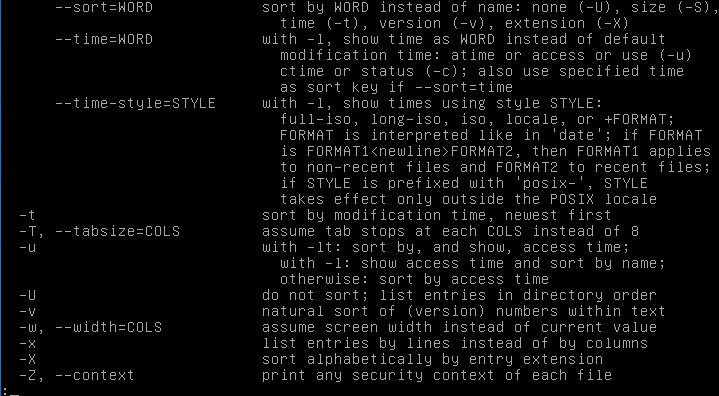 --sort=WORD sort by WORD instead of name: none (-U), size (-S),
time (-t), version (-v), extension (-X)
--time=WORD with -l, show time as WORD instead of default
modification time: atime or access or use (-u)
ctime or status (-c); also use specified time
as sort key if --sort=time
--time-style=STYLE with -l, show times using style STYLE:
full-iso, long-iso, iso, locale, or +FORMAT;
FORMAT is interpreted like in 'date'; if FORMAT
is FORMAT1<newline>FORMAT2, then FORMAT1 applies
to non-recent files and FORMAT2 to recent files;
if STYLE is prefixed with 'posix-', STYLE
takes effect only outside the POSIX locale
-t sort by modification time, newest first
-T, --tabsize=COLS assume tab stops at each COLS instead of 8
-u with -lt: sort by, and show, access time;
with -l: show access time and sort by name;
otherwise: sort by access time
-U do not sort; list entries in directory order
-v natural sort of (version) numbers within text
-w, --width=COLS assume screen width instead of current value
-x list entries by lines instead of by columns
-X sort alphabetically by entry extension
-Z, --context print any security context of each file
:_